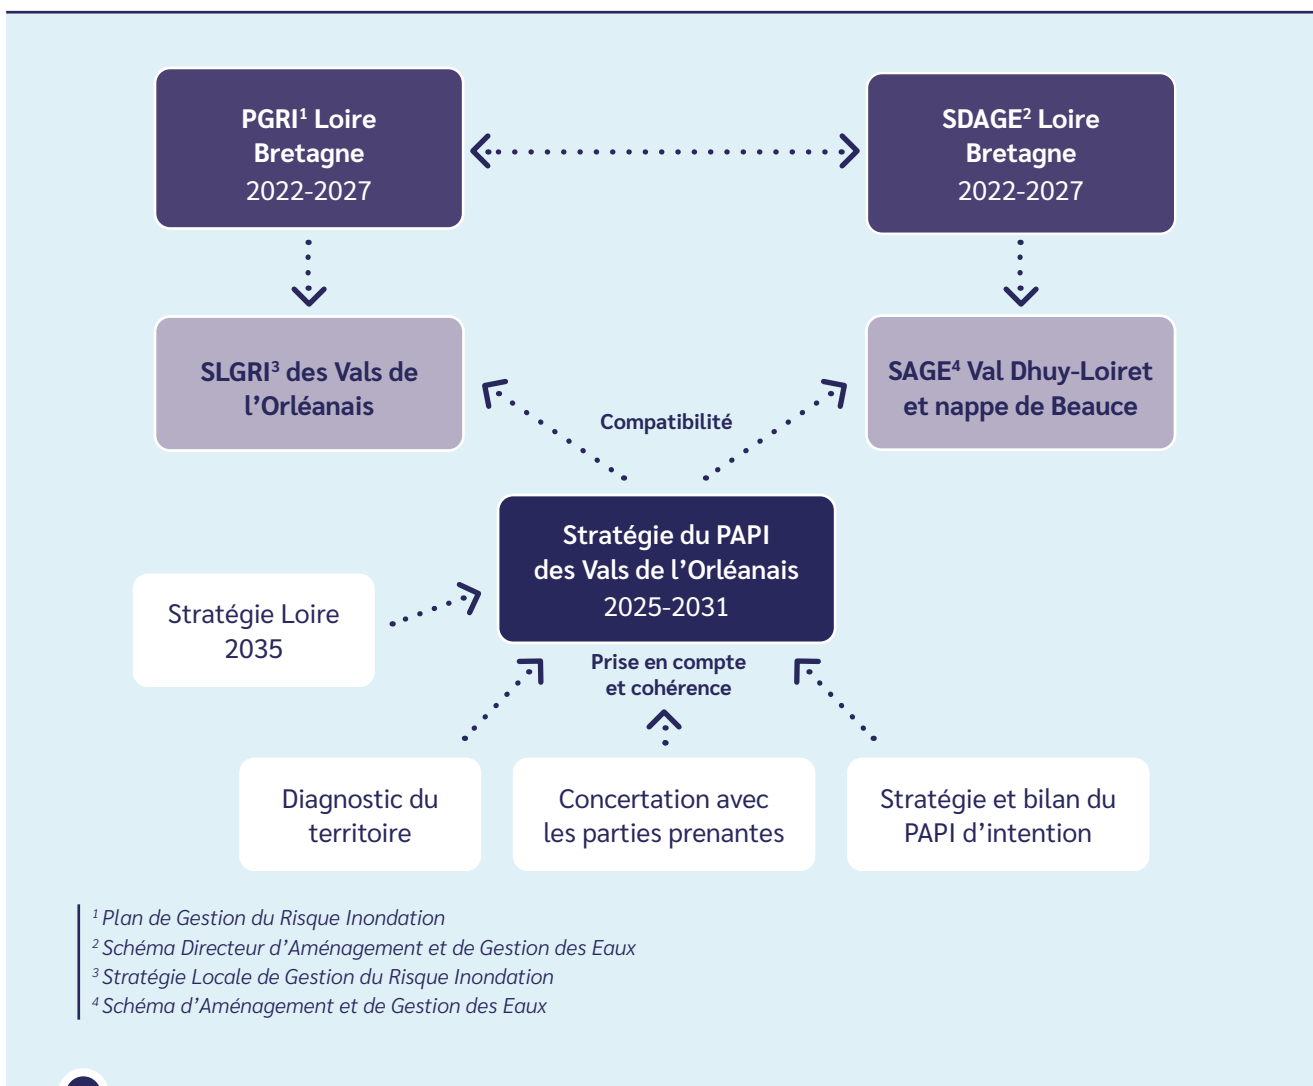 PGRI¹ Loire
Bretagne
2022-2027
SDAGE² Loire
Bretagne
2022-2027
SLGRI³ des Vals de
l’Orléanais
SAGE⁴ Val Dhuy-Loiret
et nappe de Beauce
Compatibilité
Stratégie du PAPI
des Vals de l’Orléanais
2025-2031
Stratégie Loire
2035
Prise en compte
et cohérence
Diagnostic du
territoire
Concertation avec
les parties prenantes
Stratégie et bilan du
PAPI d’intention
¹ Plan de Gestion du Risque Inondation
² Schéma Directeur d’Aménagement et de Gestion des Eaux
³ Stratégie Locale de Gestion du Risque Inondation
⁴ Schéma d’Aménagement et de Gestion des Eaux